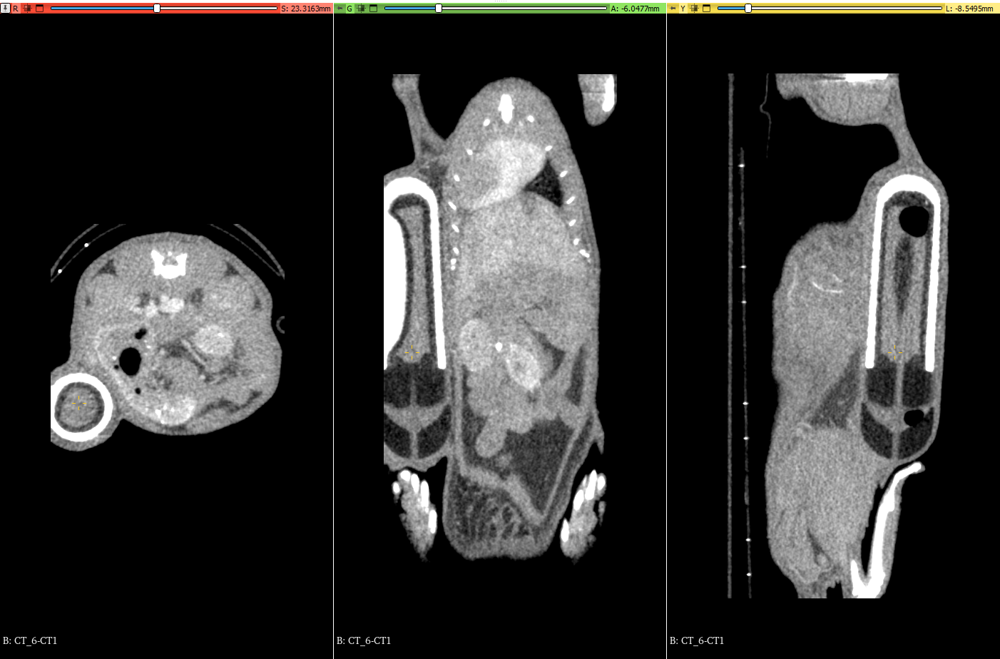 R S: 23.3163mm
G A: -6.0477mm
Y L: -8.5495mm
B: CT_6-CT1
B: CT_6-CT1
B: CT_6-CT1